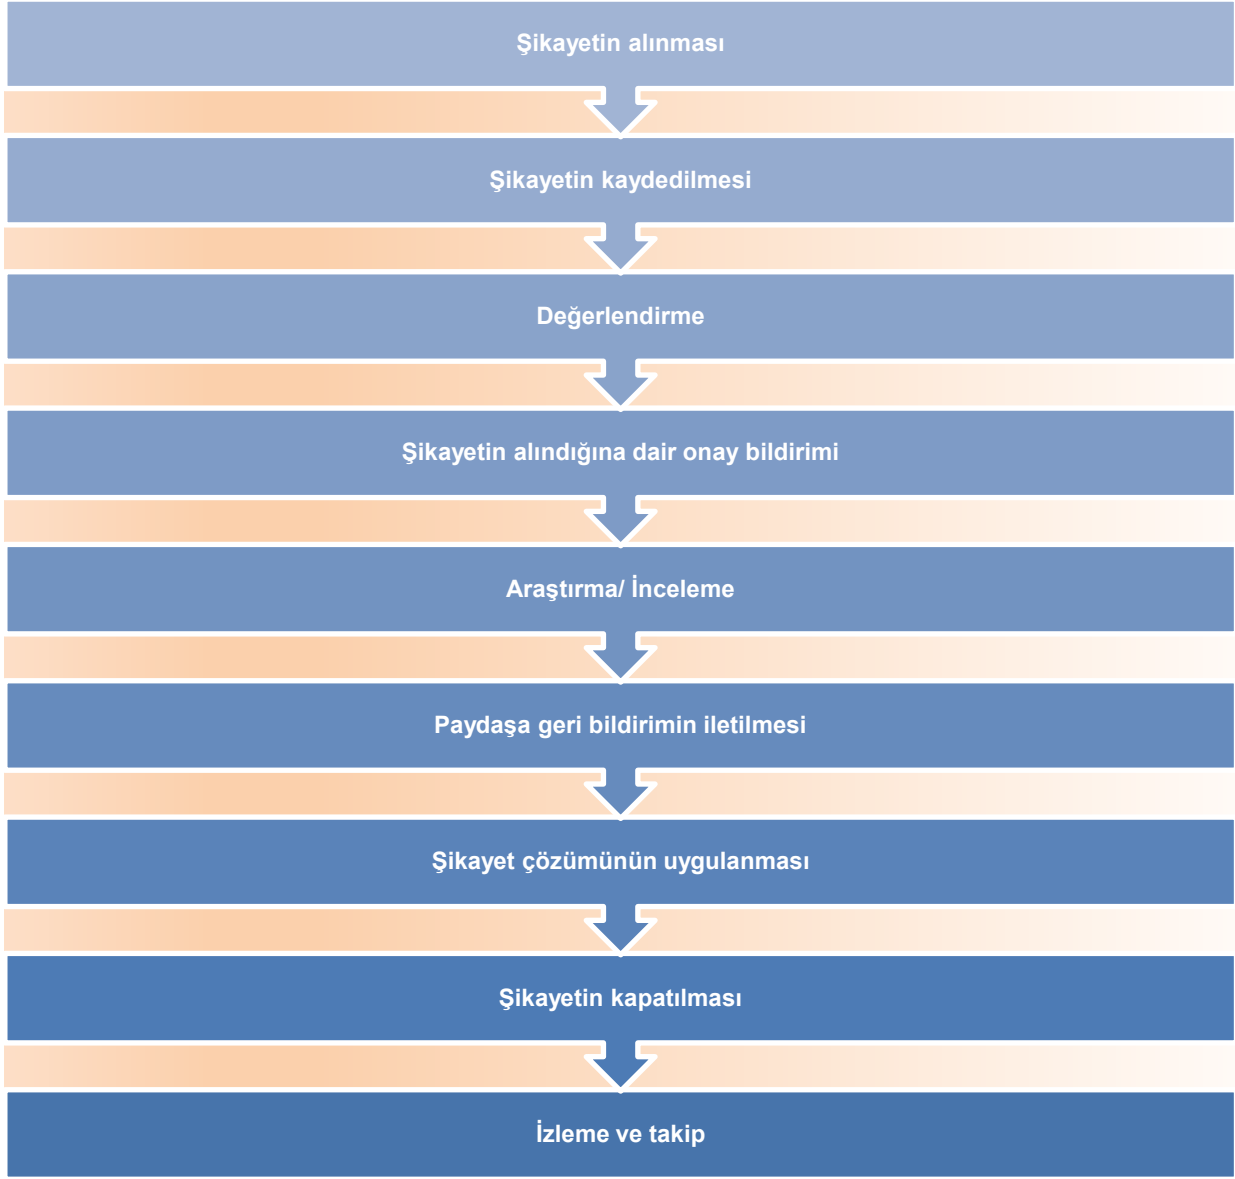 Şikayetin alınması
Şikayetin kaydedilmesi
Değerlendirme
Şikayetin alındığına dair onay bildirimi
Araştırma/ İnceleme
Paydaşa geri bildirimin iletilmesi
Şikayet çözümünün uygulanması
Şikayetin kapatılması
İzleme ve takip